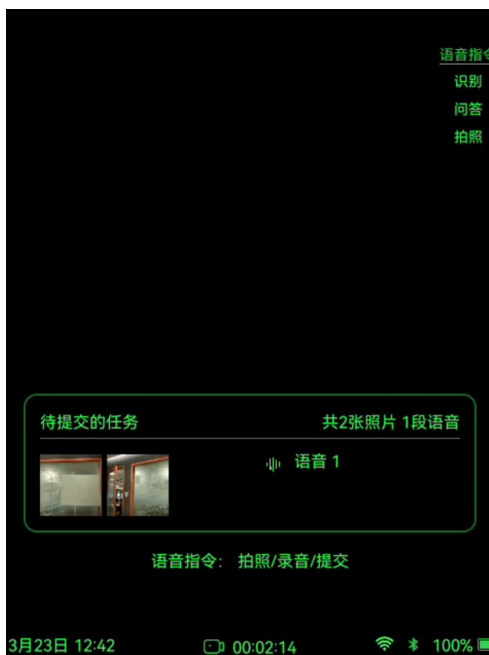 语音指令
识别
问答
拍照
待提交的任务 共2张照片 1段语音
语音 1
语音指令: 拍照/录音/提交
3月23日 12:42 00:02:14 100%